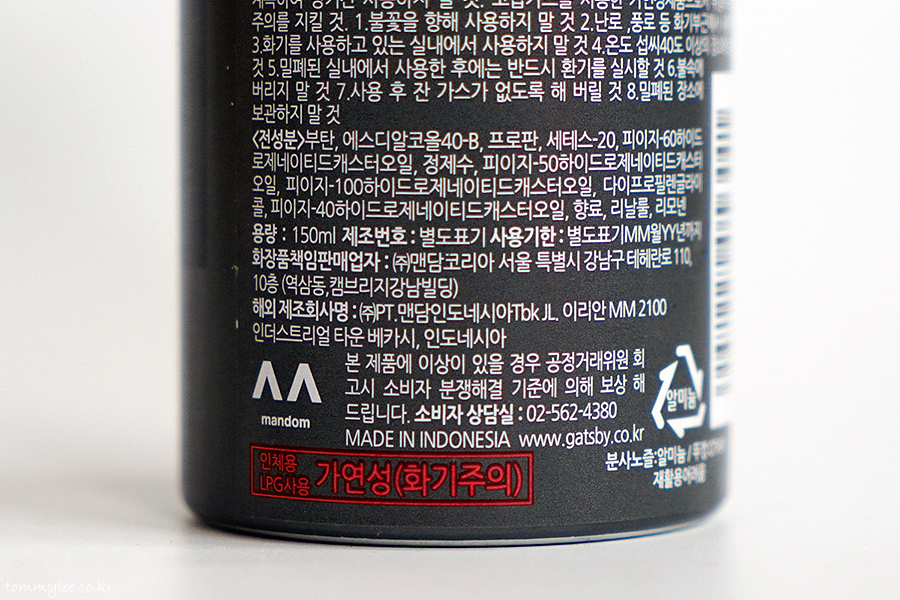 주의를 지킬 것. 1.불꽃을 향해 사용하지 말 것 2.난로 ,풍로 등 화기부근에서
3.화기를 사용하고 있는 실내에서 사용하지 말 것 4.온도 섭씨40도 이상의
것 5.밀폐된 실내에서 사용한 후에는 반드시 환기를 실시할 것 6.불속에
버리지 말 것 7.사용 후 잔 가스가 없도록 해 버릴 것 8.밀폐된 장소에
보관하지 말 것
<전성분>부탄, 에스디알코올40-B, 프로판, 세테스-20, 피이지-60하이드
로제네이티드캐스터오일, 정제수, 피이지-50하이드로제네이티드캐스터
오일, 피이지-100하이드로제네이티드캐스터오일, 다이프로필렌글라이
콜,피이지-40하이드로제네이티드캐스터오일, 향료, 리날룰, 리모넨
용량 : 150ml 제조번호 : 별도표기 사용기한 : 별도표기MM월YY년까지
화장품책임판매업자 : ㈜맨담코리아 서울 특별시 강남구 테헤란로 110,
10층 (역삼동,캠브리지강남빌딩)
해외 제조회사명 : ㈜PT.맨담인도네시아Tbk JL. 이리안 MM 2100
인더스트리얼 타운 베카시, 인도네시아
본 제품에 이상이 있을 경우 공정거래위원 회
고시 소비자 분쟁해결 기준에 의해 보상 해
드립니다. 소비자 상담실 : 02-562-4380
mandom
MADE IN INDONESIA www.gatsby.co.kr
알미늄
분사노즐:알미늄 / 뚜껑:
재활용어려움
인체용
LPG사용 가연성(화기주의)
tommylee.co.kr